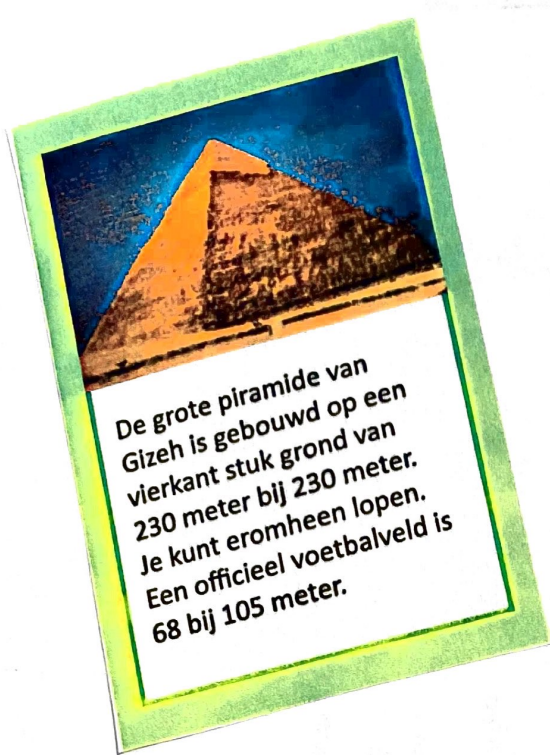 De grote piramide van
Gizeh is gebouwd op een
vierkant stuk grond van
230 meter bij 230 meter.
Je kunt eromheen lopen.
Een officieel voetbalveld is
68 bij 105 meter.